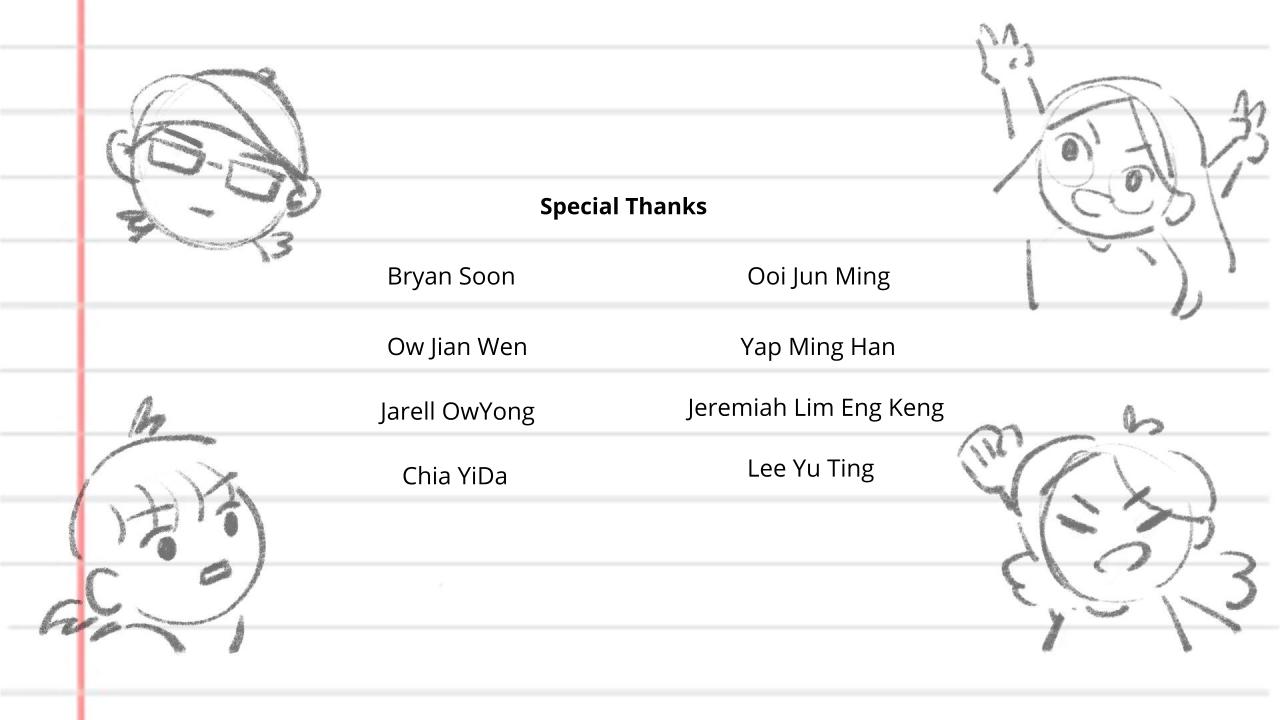 Special Thanks
Bryan Soon
Ooi Jun Ming
Ow Jian Wen
Yap Ming Han
Jarell OwYong
Jeremiah Lim Eng Keng
Chia YiDa
Lee Yu Ting